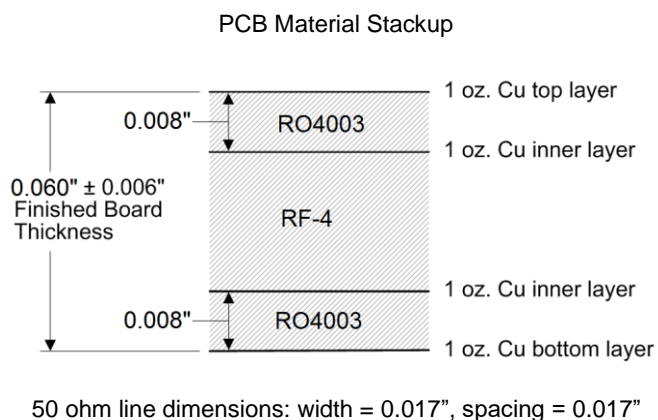 PCB Material Stackup
1 oz. Cu top layer
0.008"
RO4003
1 oz. Cu inner layer
0.060" ± 0.006"
Finished Board
Thickness
RF-4
1 oz. Cu inner layer
0.008"
RO4003
1 oz. Cu bottom layer
50 ohm line dimensions: width = 0.017”, spacing = 0.017”